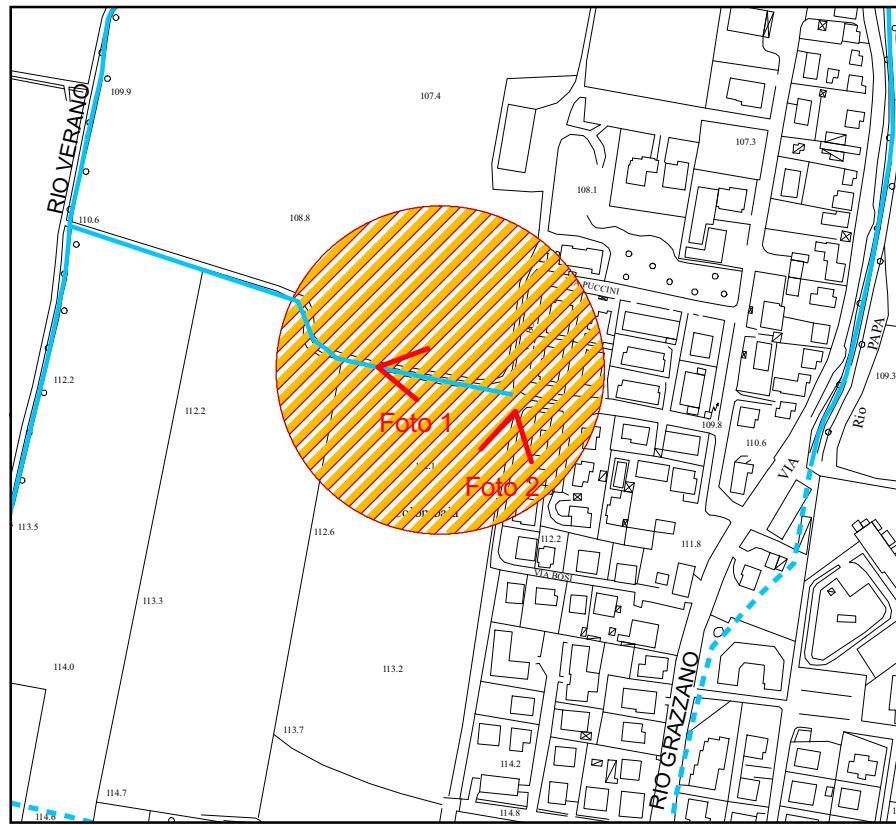 109.9
107.4
107.3
RIO VERANO
108.1
110.6
108.8
PUCCINI
PAPA
109.3
Rio
112.2
112.2
Foto 1
109.8
110.6
VIA
Foto 2
113.5
112.6
112.2
111.8
VIA BOSI
113.3
114.0
113.2
RIO GRAZZANO
113.7
114.2
114.7
114.6
114.8